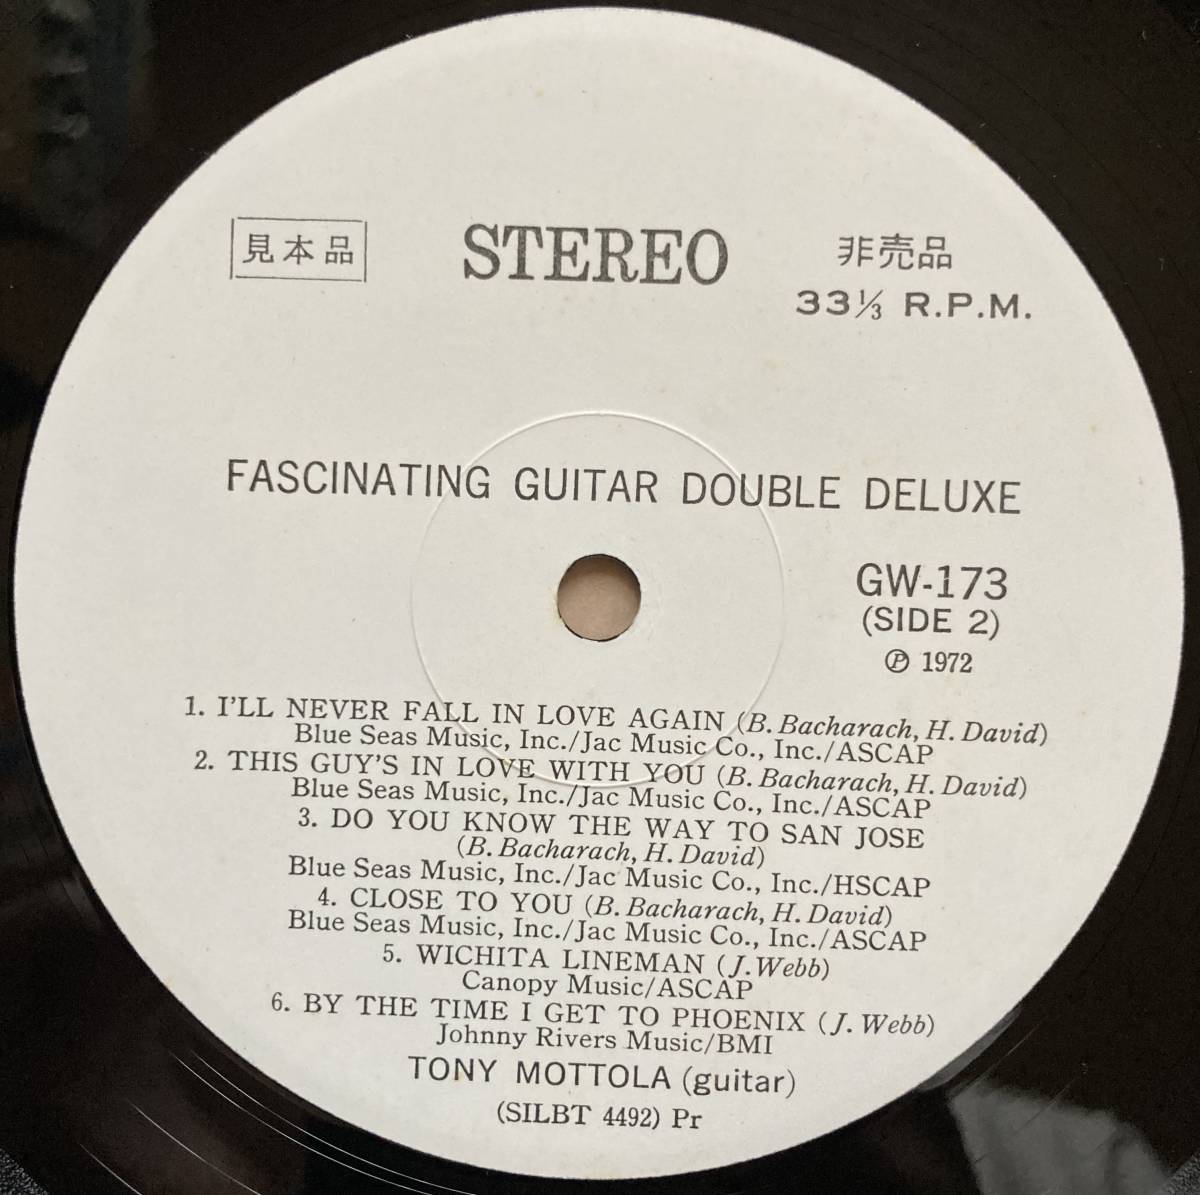 見本品
STEREO
非売品
33⅓ R.P.M.
FASCINATING GUITAR DOUBLE DELUXE
GW-173
(SIDE 2)
℗ 1972
1. I'LL NEVER FALL IN LOVE AGAIN (B. Bacharach, H. David)
Blue Seas Music, Inc./Jac Music Co., Inc./ASCAP
2. THIS GUY'S IN LOVE WITH YOU (B. Bacharach, H. David)
Blue Seas Music, Inc./Jac Music Co., Inc./ASCAP
3. DO YOU KNOW THE WAY TO SAN JOSE
(B. Bacharach, H. David)
Blue Seas Music, Inc./Jac Music Co., Inc./HSCAP
4. CLOSE TO YOU (B. Bacharach, H. David)
Blue Seas Music, Inc./Jac Music Co., Inc./ASCAP
5. WICHITA LINEMAN (J. Webb)
Canopy Music/ASCAP
6. BY THE TIME I GET TO PHOENIX (J. Webb)
Johnny Rivers Music/BMI
TONY MOTTOLA (guitar)
(SILBT 4492) Pr